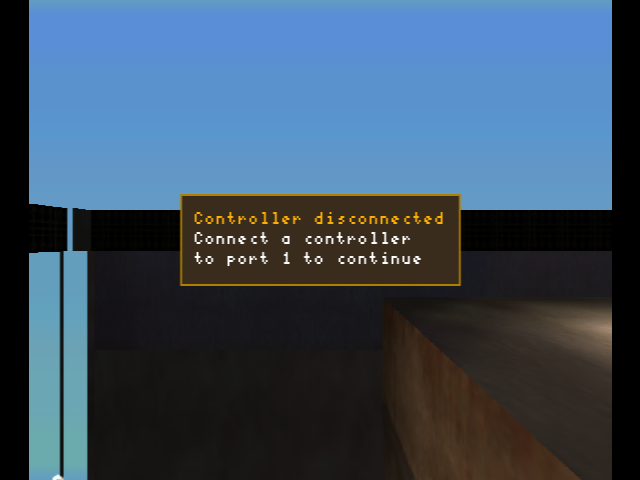 Controller disconnected
Connect a controller
to port 1 to continue